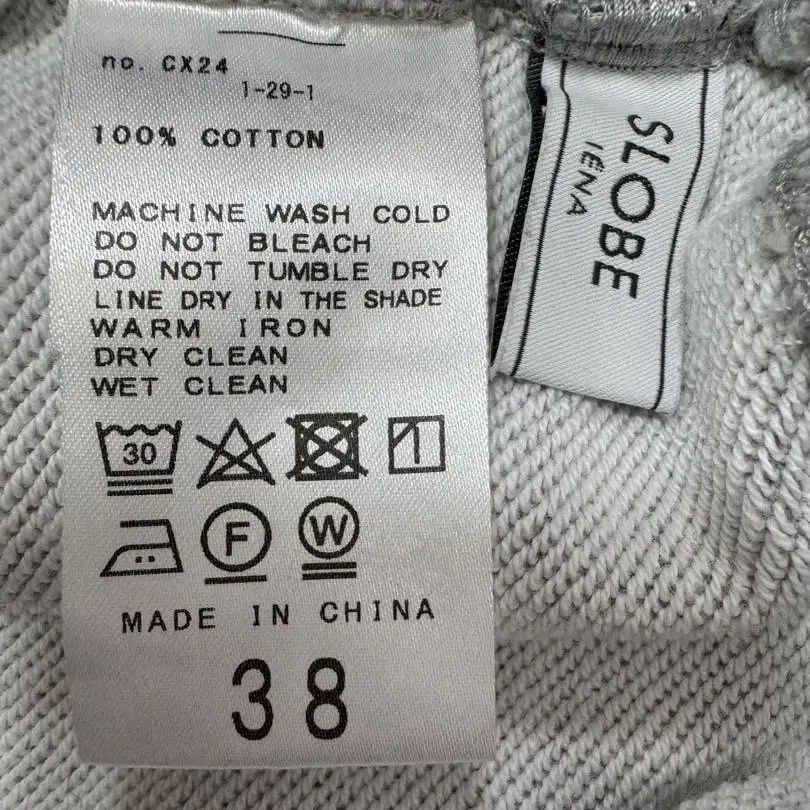 no. CX24
1-29-1
100% COTTON
MACHINE WASH COLD
DO NOT BLEACH
DO NOT TUMBLE DRY
LINE DRY IN THE SHADE
WARM IRON
DRY CLEAN
WET CLEAN
30
F
W
MADE IN CHINA
38
SLOBE
IÉNA